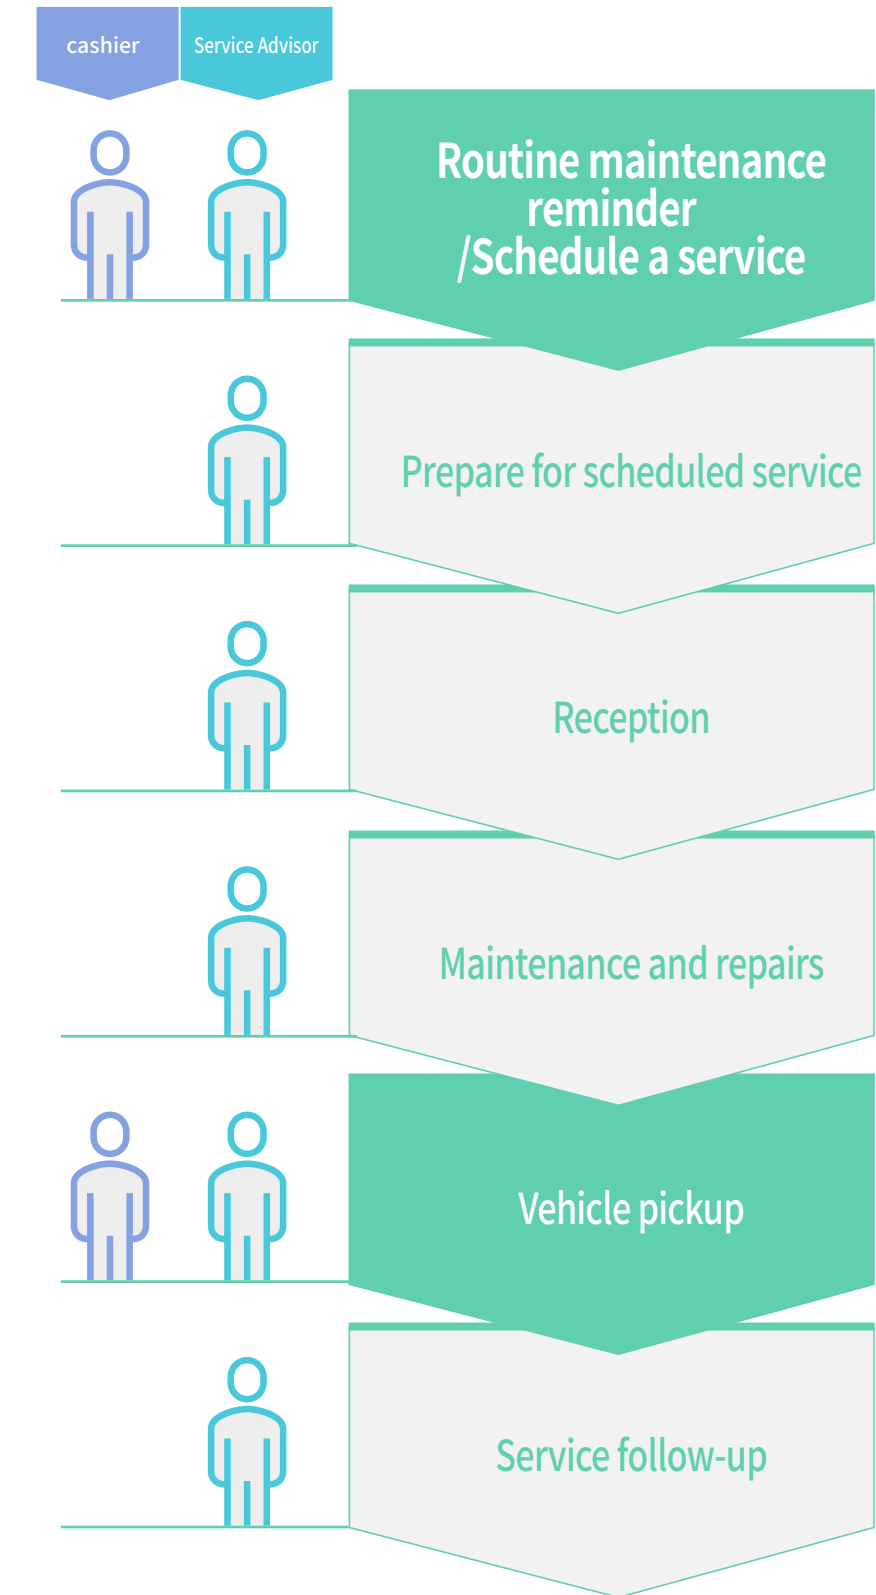 cashier
Service Advisor
Routine maintenance
reminder
/Schedule a service
Prepare for scheduled service
Reception
Maintenance and repairs
Vehicle pickup
Service follow-up